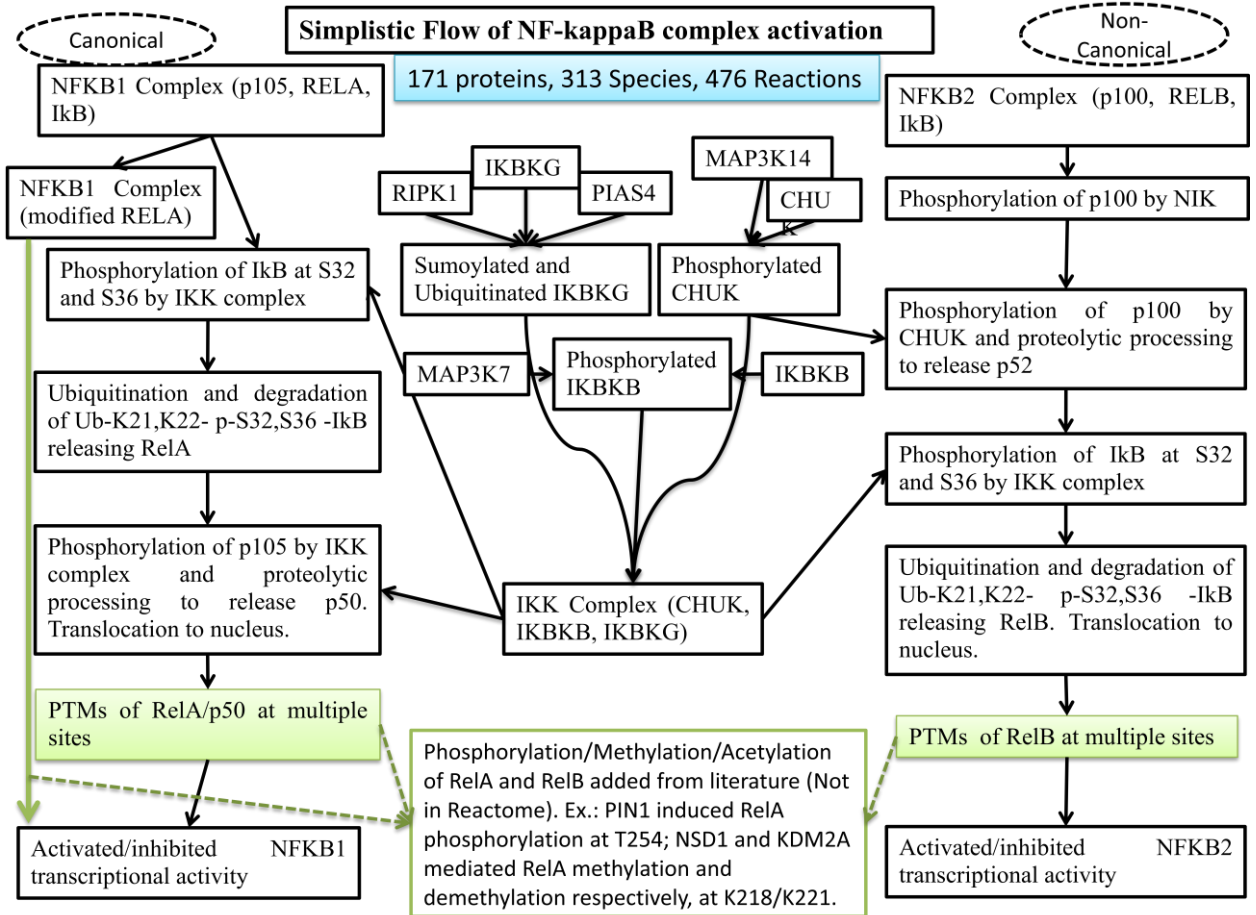 Simplistic Flow of NF-kappaB complex activation
171 proteins, 313 Species, 476 Reactions
Canonical
NFKB1 Complex (p105, RELA,
IkB)
NFKB1 Complex
(modified RELA)
Phosphorylation of IkB at S32
and S36 by IKK complex
Ubiquitination and degradation
of Ub-K21,K22- p-S32,S36 -IkB
releasing RelA
Phosphorylation of p105 by IKK
complex and proteolytic
processing to release p50.
Translocation to nucleus.
PTMs of RelA/p50 at multiple
sites
Activated/inhibited NFKB1
transcriptional activity
RIPK1
IKBKG
PIAS4
Sumoylated and
Ubiquitinated IKBKG
MAP3K14
CHU
K
Phosphorylated
CHUK
MAP3K7
Phosphorylated
IKBKB
IKBKB
IKK Complex (CHUK,
IKBKB, IKBKG)
Phosphorylation/Methylation/Acetylation
of RelA and RelB added from literature (Not
in Reactome). Ex.: PIN1 induced RelA
phosphorylation at T254; NSD1 and KDM2A
mediated RelA methylation and
demethylation respectively, at K218/K221.
Non-
Canonical
NFKB2 Complex (p100, RELB,
IkB)
Phosphorylation of p100 by NIK
Phosphorylation of p100 by
CHUK and proteolytic processing
to release p52
Phosphorylation of IkB at S32
and S36 by IKK complex
Ubiquitination and degradation of
Ub-K21,K22- p-S32,S36 -IkB
releasing RelB. Translocation to
nucleus.
PTMs of RelB at multiple sites
Activated/inhibited NFKB2
transcriptional activity